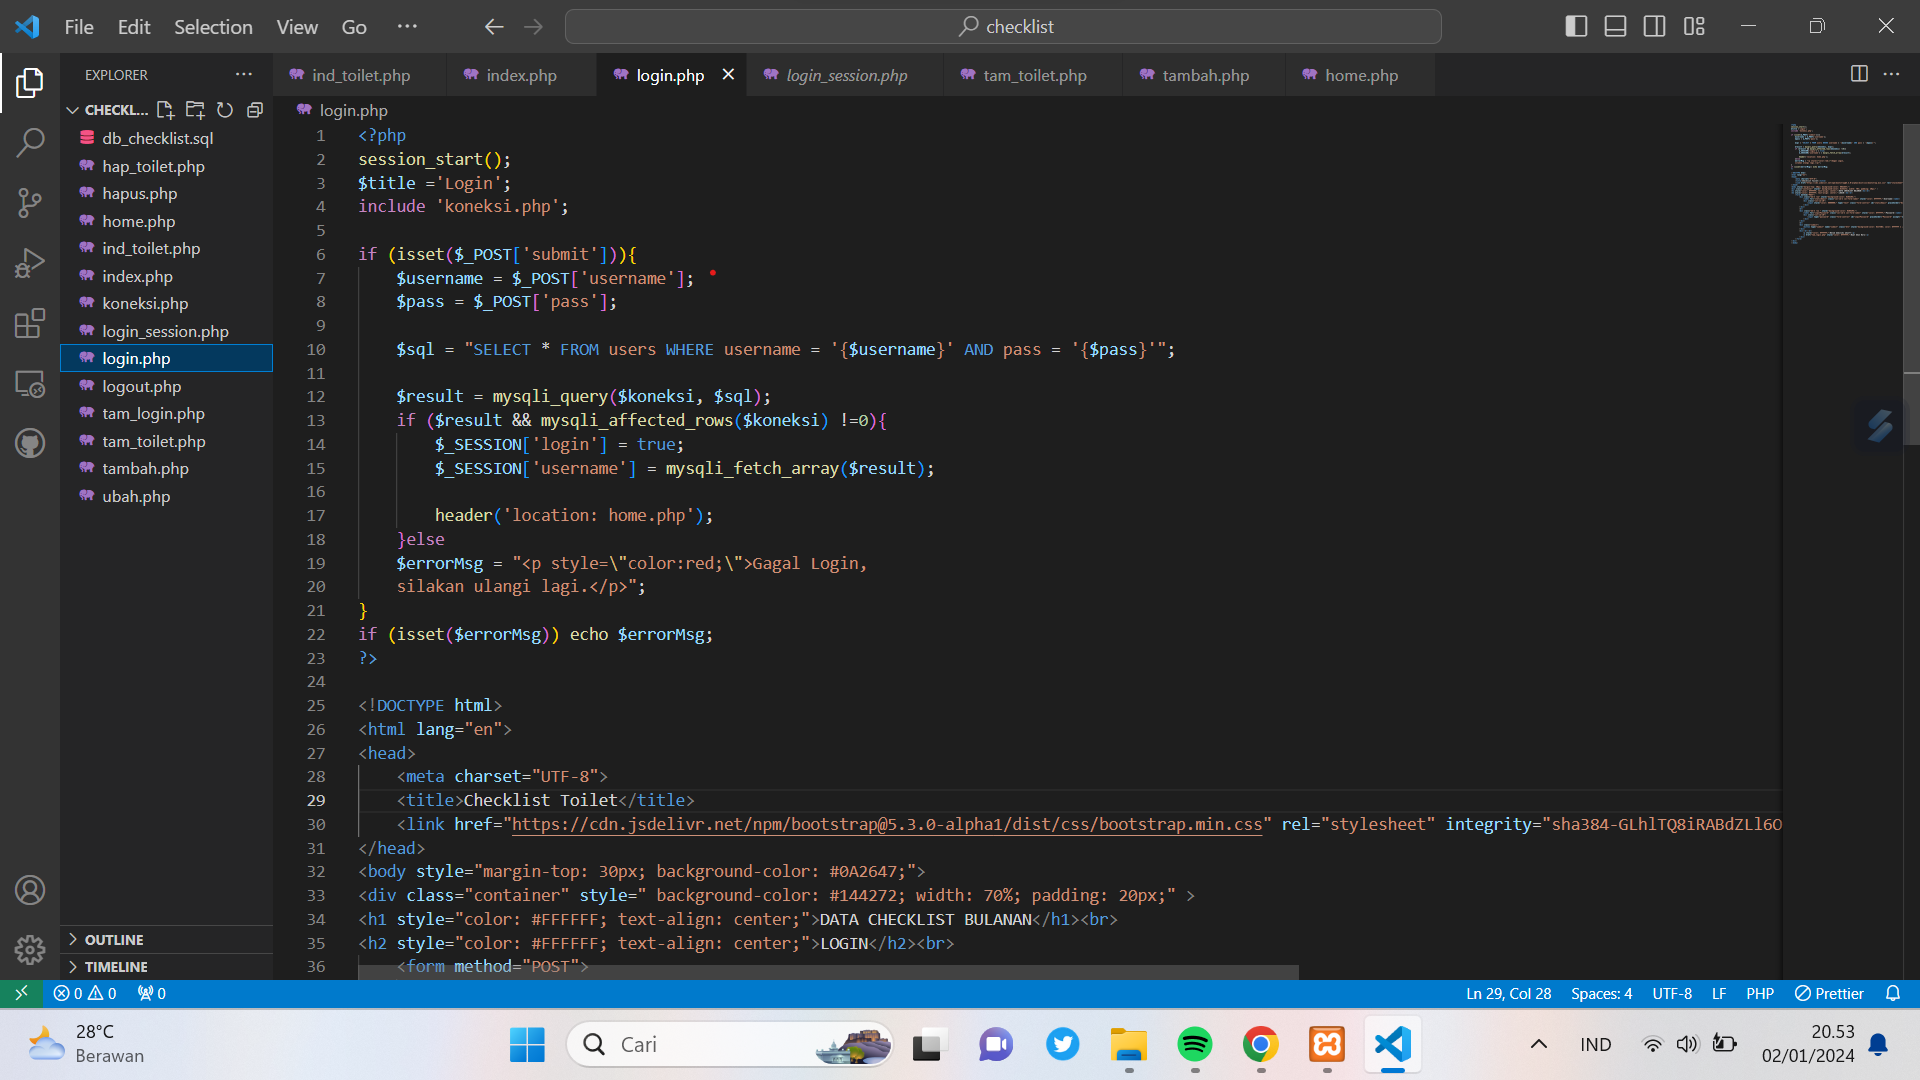 File Edit Selection View Go ··· checklist
EXPLORER ···
CHECKL...
db_checklist.sql
hap_toilet.php
hapus.php
home.php
ind_toilet.php
index.php
koneksi.php
login_session.php
login.php
logout.php
tam_login.php
tam_toilet.php
tambah.php
ubah.php
OUTLINE
TIMELINE
ind_toilet.php index.php login.php login_session.php tam_toilet.php tambah.php home.php
login.php
1 <?php
2 session_start();
3 $title ='Login';
4 include 'koneksi.php';
5
6 if (isset($_POST['submit'])){
7     $username = $_POST['username'];
8     $pass = $_POST['pass'];
9
10     $sql = "SELECT * FROM users WHERE username = '{$username}' AND pass = '{$pass}'";
11
12     $result = mysqli_query($koneksi, $sql);
13     if ($result && mysqli_affected_rows($koneksi) !=0){
14         $_SESSION['login'] = true;
15         $_SESSION['username'] = mysqli_fetch_array($result);
16
17         header('location: home.php');
18     }else
19     $errorMsg = "<p style=\"color:red;\">Gagal Login,
20     silakan ulangi lagi.</p>";
21 }
22 if (isset($errorMsg)) echo $errorMsg;
23 ?>
24
25 <!DOCTYPE html>
26 <html lang="en">
27 <head>
28     <meta charset="UTF-8">
29     <title>Checklist Toilet</title>
30     <link href="https://cdn.jsdelivr.net/npm/bootstrap@5.3.0-alpha1/dist/css/bootstrap.min.css" rel="stylesheet" integrity="sha384-GLhlTQ8iRABdZLl6O
31 </head>
32 <body style="margin-top: 30px; background-color: #0A2647;">
33 <div class="container" style=" background-color: #144272; width: 70%; padding: 20px;" >
34 <h1 style="color: #FFFFFF; text-align: center;">DATA CHECKLIST BULANAN</h1><br>
35 <h2 style="color: #FFFFFF; text-align: center;">LOGIN</h2><br>
36     <form method="POST">
0 0 0 Ln 29, Col 28 Spaces: 4 UTF-8 LF PHP Prettier
28°C
Berawan
Cari
IND
20.53
02/01/2024